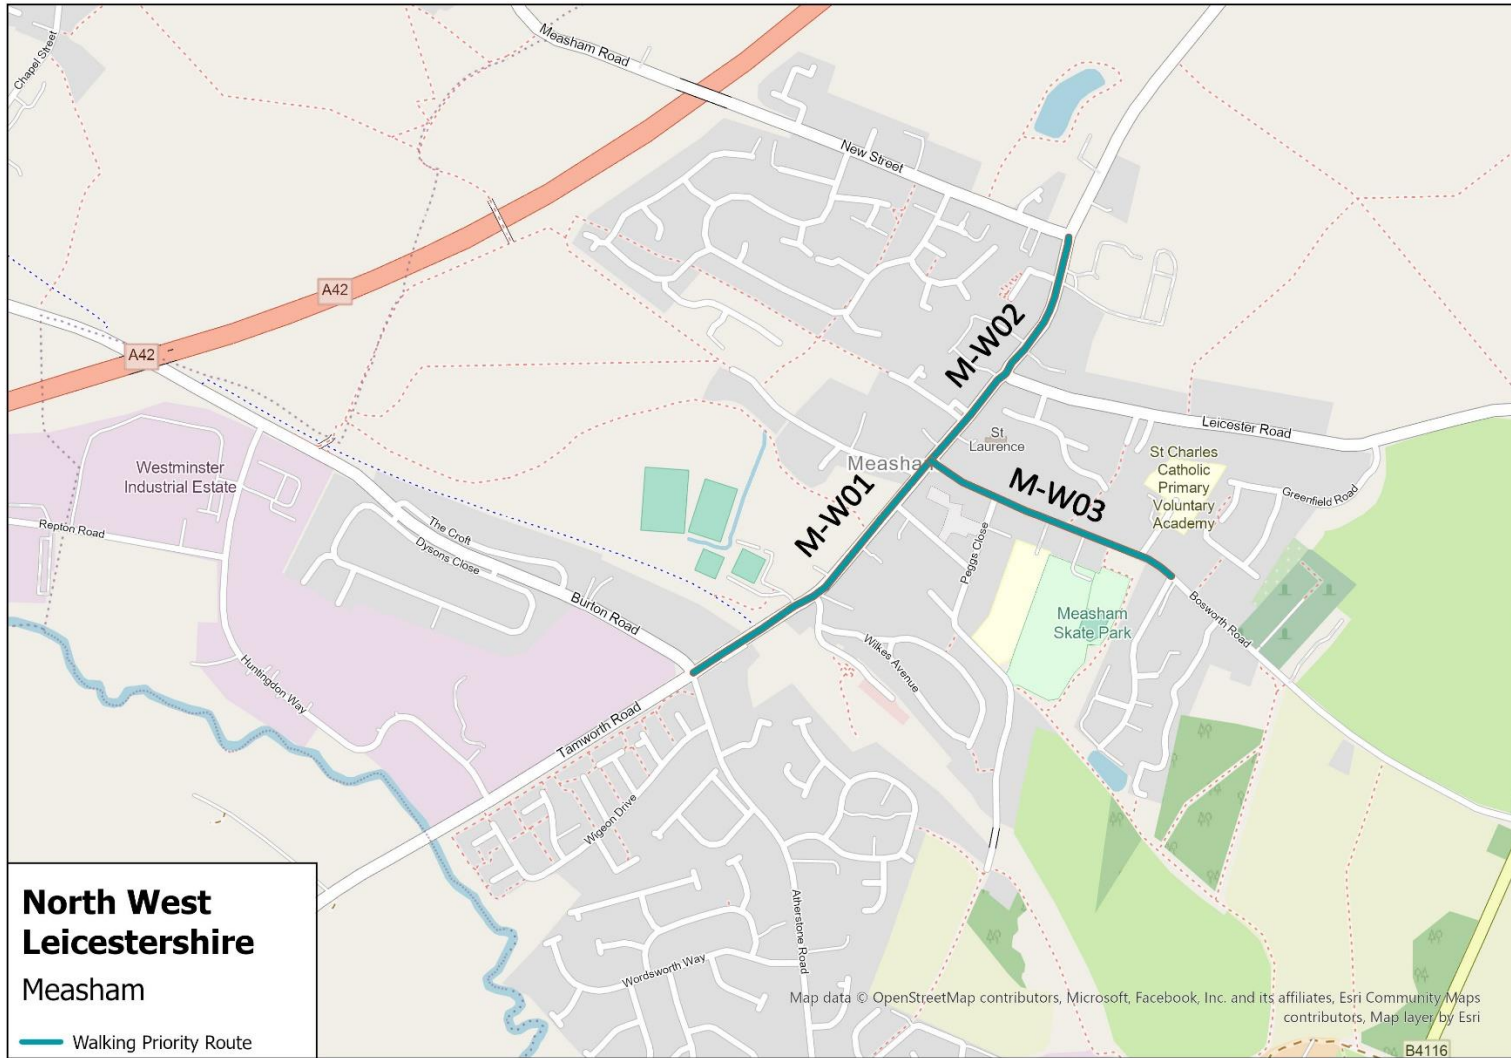 Chapel Street
Measham Road
New Street
A42
A42
M-W02
Leicester Road
St
Laurence
Measha
St Charles
Catholic
Primary
Voluntary
Academy
Greenfield Road
M-W03
M-W01
Westminster
Industrial Estate
Repton Road
The Croft
Dysons Close
Peggs Close
Burton Road
Measham
Skate Park
Bosworth Road
Wilkes Avenue
Huntingdon Way
Tamworth Road
Wigeon Drive
Atherstone Road
Wordsworth Way
North West
Leicestershire
Measham
Walking Priority Route
Map data © OpenStreetMap contributors, Microsoft, Facebook, Inc. and its affiliates, Esri Community Maps
contributors, Map layer by Esri
B4116